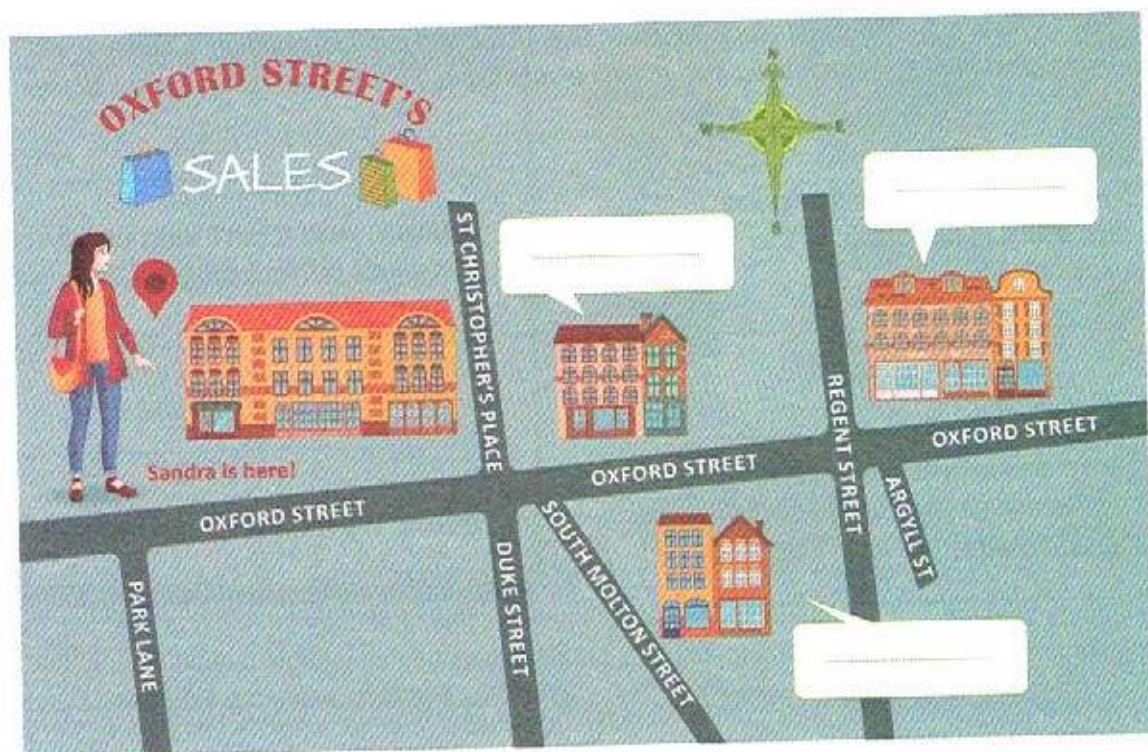 OXFORD STREET'S
SALES
N
W
E
S
ST CHRISTOPHER'S PLACE
Sandra is here!
OXFORD STREET
OXFORD STREET
OXFORD STREET
REGENT STREET
ARGYLL ST
PARK LANE
DUKE STREET
SOUTH MOLTON STREET